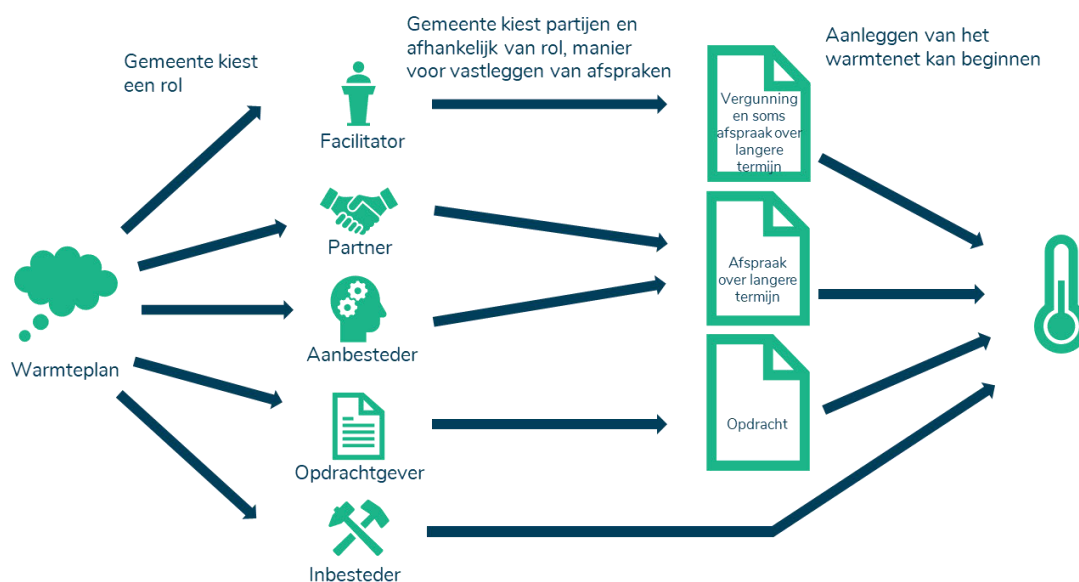 Gemeente kiest
een rol
Gemeente kiest partijen en
afhankelijk van rol, manier
voor vastleggen van afspraken
Aanleggen van het
warmtenet kan beginnen
Warmteplan
Facilitator
Partner
Aanbesteder
Opdrachtgever
Inbesteder
Vergunning
en soms
afspraak over
langere
termijn
Afspraak
over langere
termijn
Opdracht